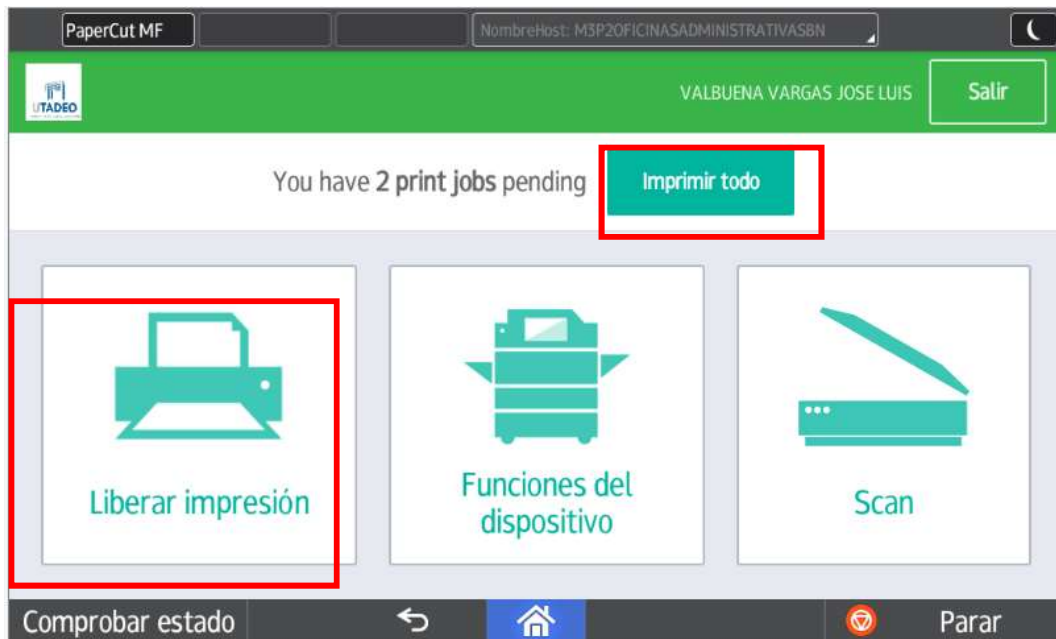 PaperCut MF
NombreHost: M3P2OFICINASADMINISTRATIVASBN
UTADEO
VALBUENA VARGAS JOSE LUIS
Salir
You have 2 print jobs pending
Imprimir todo
Liberar impresión
Funciones del
dispositivo
Scan
Comprobar estado
Parar